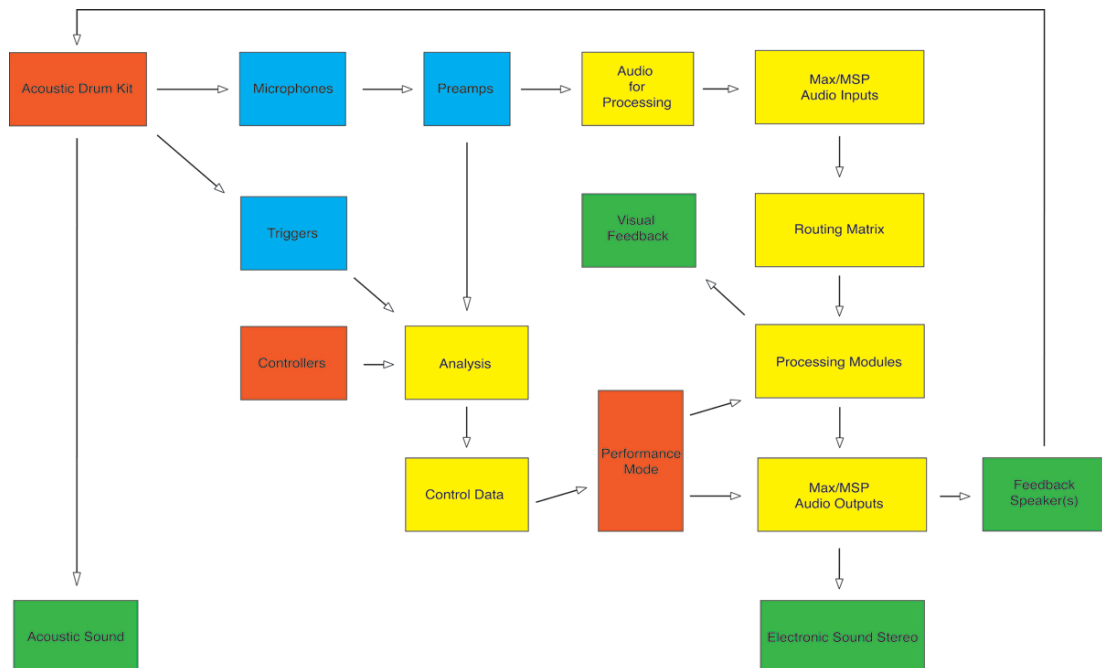 Acoustic Drum Kit
Microphones
Preamps
Audio
for
Processing
Max/MSP
Audio Inputs
Triggers
Visual
Feedback
Routing Matrix
Controllers
Analysis
Processing Modules
Performance
Mode
Control Data
Max/MSP
Audio Outputs
Feedback
Speaker(s)
Acoustic Sound
Electronic Sound Stereo